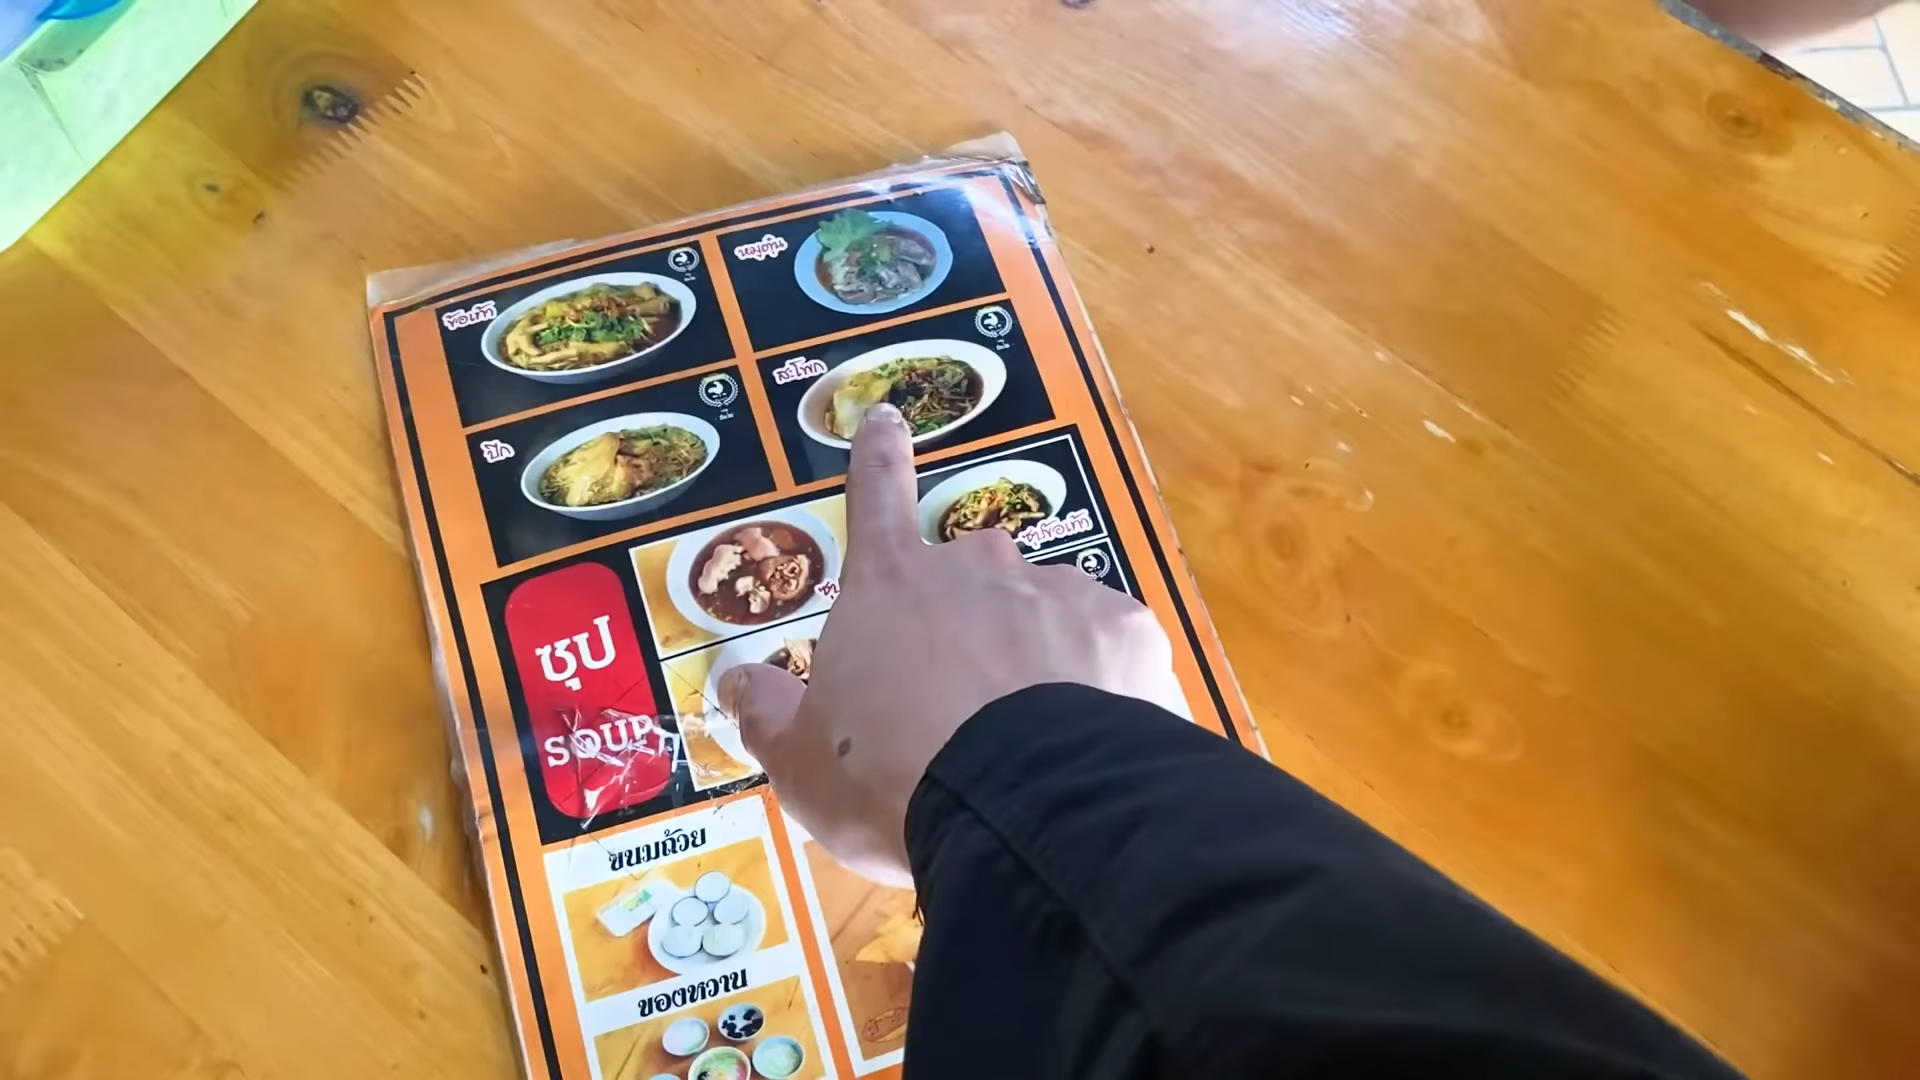 ข้อเท้า
หมูตุ๋น
สะโพก
ปีก
ซุปข้อเท้า
ซุป
SOUP
ขนมถ้วย
ของหวาน